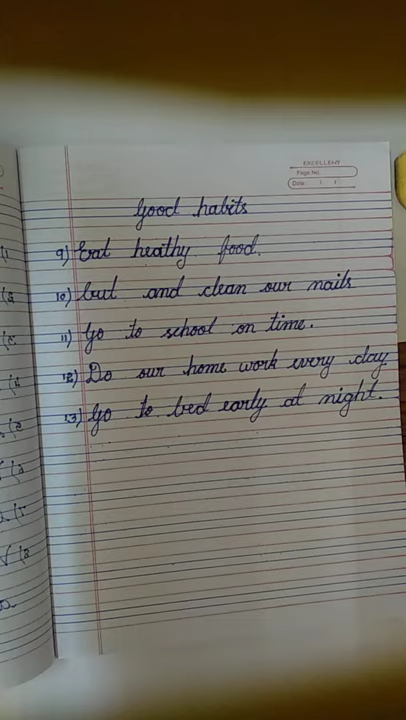 EXCELLENT
Page No.
Date / /
Good habits
9) Eat heathy food.
10) Cut and clean our nails
11) Go to school on time.
12) Do our home work every day
13) Go to bed early at night.